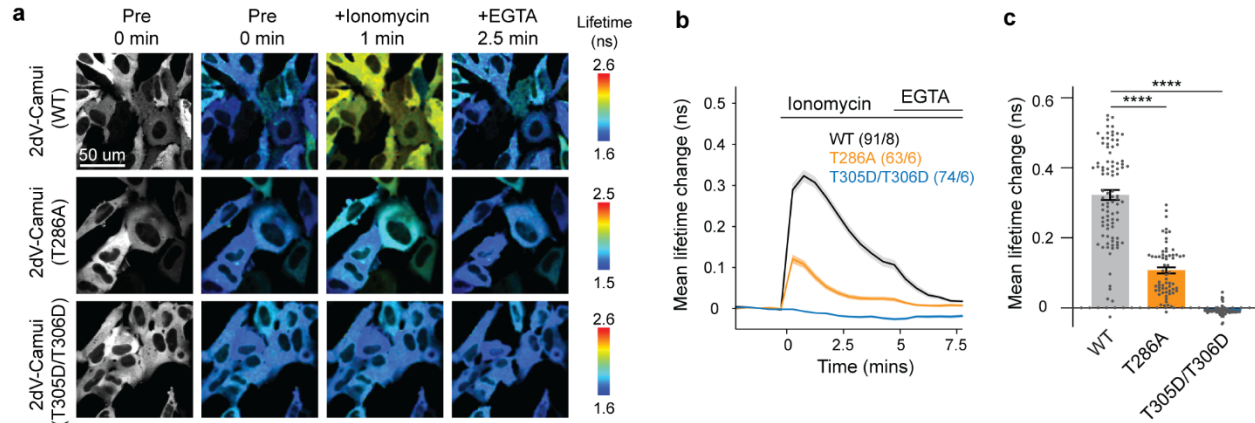 a
Pre
0 min
Pre
0 min
+Ionomycin
1 min
+EGTA
2.5 min
Lifetime
(ns)
2dV-Camui
(WT)
50 um
2.6
1.6
2dV-Camui
(T286A)
2.5
1.5
2dV-Camui
(T305D/T306D)
2.6
1.6
b
Mean lifetime change (ns)
0.5
0.4
0.3
0.2
0.1
0
Ionomycin
EGTA
WT (91/8)
T286A (63/6)
T305D/T306D (74/6)
0
2.5
5
7.5
Time (mins)
c
Mean lifetime change (ns)
0.6
0.4
0.2
0
****
****
WT
T286A
T305D/T306D